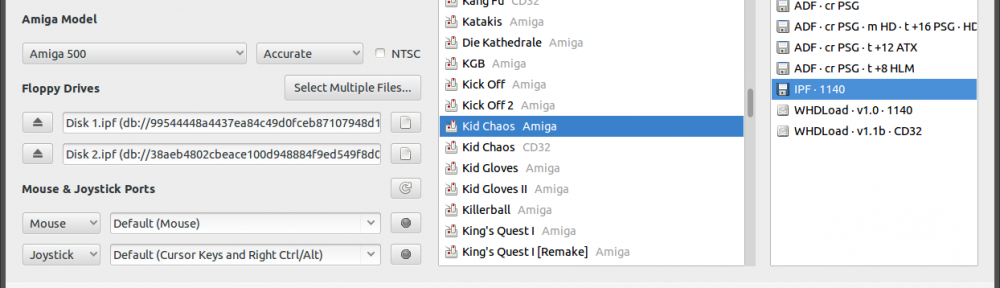 Amiga Model
Amiga 500
Accurate
NTSC
Floppy Drives
Select Multiple Files...
Disk 1.ipf (db://99544448a4437ea84c49d0fceb87107948d1
Disk 2.ipf (db://38aeb4802cbeace100d948884f9ed549f8d0
Mouse & Joystick Ports
Mouse
Default (Mouse)
Joystick
Default (Cursor Keys and Right Ctrl/Alt)
Kang Fu CD32
Katakis Amiga
Die Kathedrale Amiga
KGB Amiga
Kick Off Amiga
Kick Off 2 Amiga
Kid Chaos Amiga
Kid Chaos CD32
Kid Gloves Amiga
Kid Gloves II Amiga
Killerball Amiga
King's Quest I Amiga
King's Quest I [Remake] Amiga
ADF · cr PSG
ADF · cr PSG · m HD · t +16 PSG · HD
ADF · cr PSG · t +12 ATX
ADF · cr PSG · t +8 HLM
IPF · 1140
WHDLoad · v1.0 · 1140
WHDLoad · v1.1b · CD32